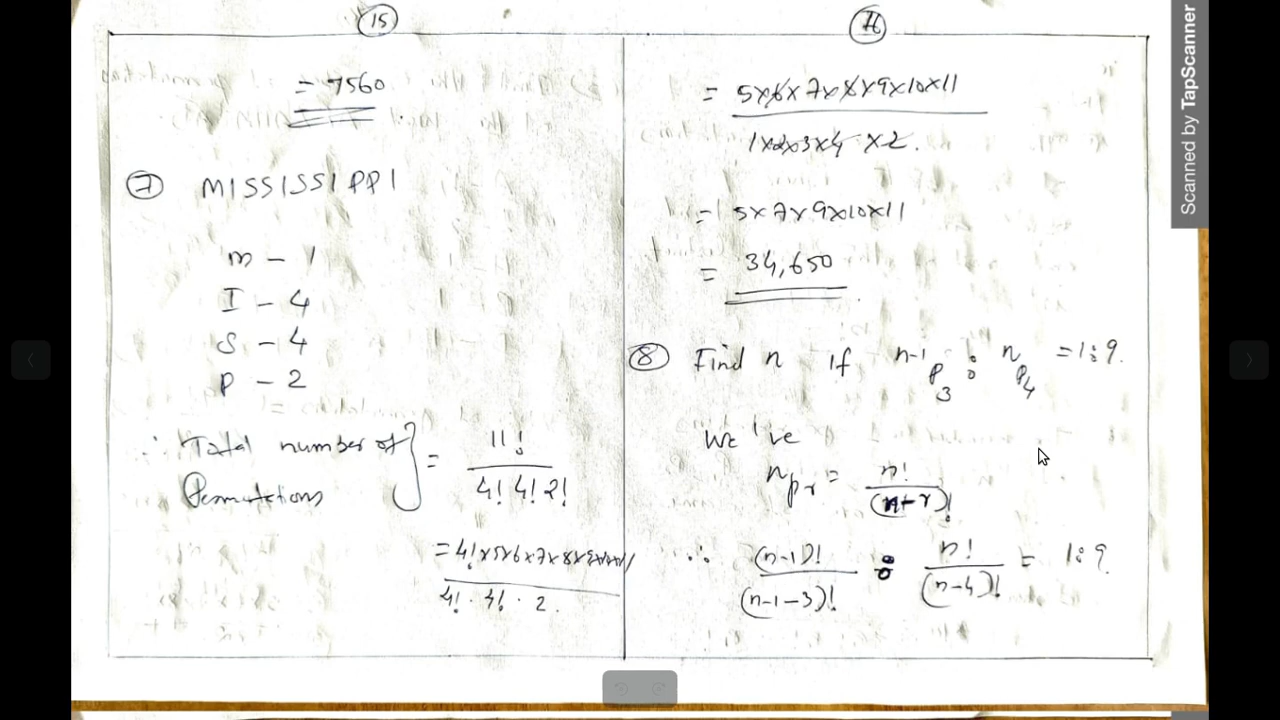 15
= 7560
7 MISSISSIPPI
m - 1
I - 4
S - 4
P - 2
∴ Total number of Permutations } = 11! / 4! 4! 2!
= 4! x 5 x 6 x 7 x 8 x 9 x 10 x 11 / 4! · 4! · 2.
16
= 5 x 6 x 7 x 8 x 9 x 10 x 11 / 1 x 2 x 3 x 4 x 2.
= 5 x 7 x 9 x 10 x 11
= 34,650
8 Find n if n-1 P3 : n P4 = 1:9.
We've
nPr = n! / (n-r)!
∴ (n-1)! / (n-1-3)! : n! / (n-4)! = 1:9.
Scanned by TapScanner